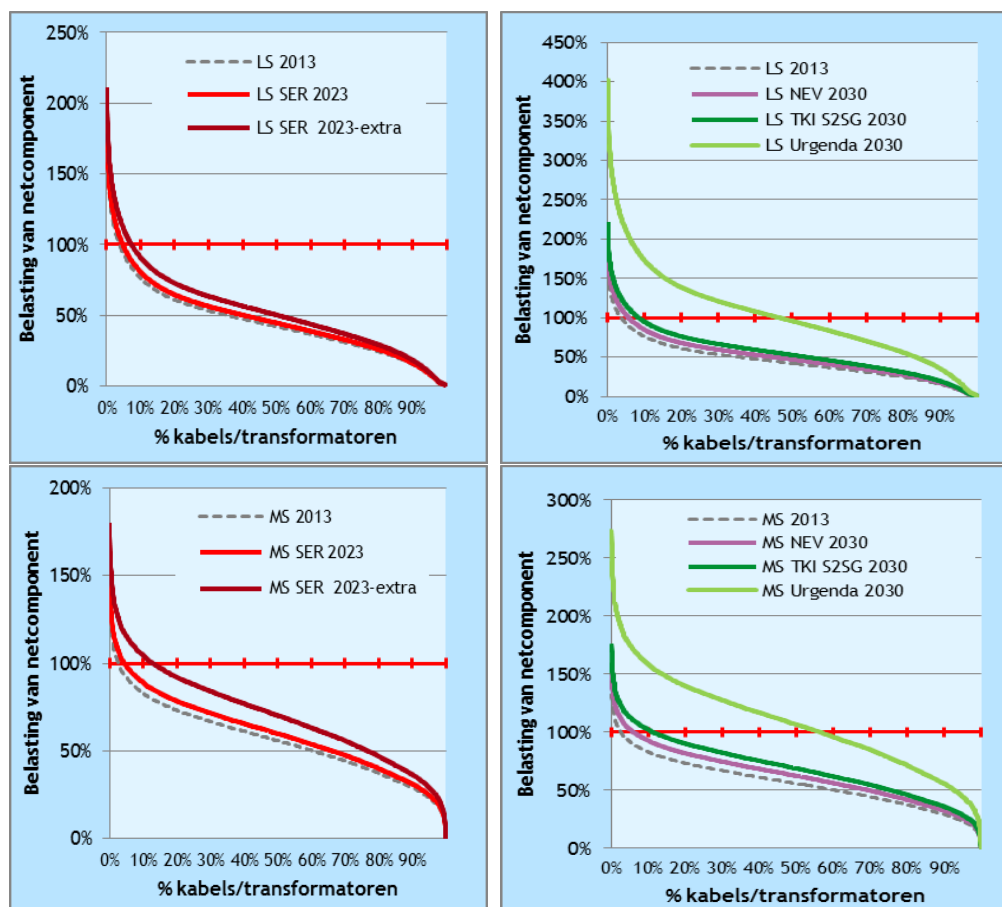 Belasting van netcomponent
250%
200%
150%
100%
50%
0%
LS 2013
LS SER 2023
LS SER 2023-extra
0% 10% 20% 30% 40% 50% 60% 70% 80% 90%
% kabels/transformatoren
Belasting van netcomponent
450%
400%
350%
300%
250%
200%
150%
100%
50%
0%
LS 2013
LS NEV 2030
LS TKI S2SG 2030
LS Urgenda 2030
0% 10% 20% 30% 40% 50% 60% 70% 80% 90%
% kabels/transformatoren
Belasting van netcomponent
200%
150%
100%
50%
0%
MS 2013
MS SER 2023
MS SER 2023-extra
0% 10% 20% 30% 40% 50% 60% 70% 80% 90%
% kabels/transformatoren
Belasting van netcomponent
300%
250%
200%
150%
100%
50%
0%
MS 2013
MS NEV 2030
MS TKI S2SG 2030
MS Urgenda 2030
0% 10% 20% 30% 40% 50% 60% 70% 80% 90%
% kabels/transformatoren